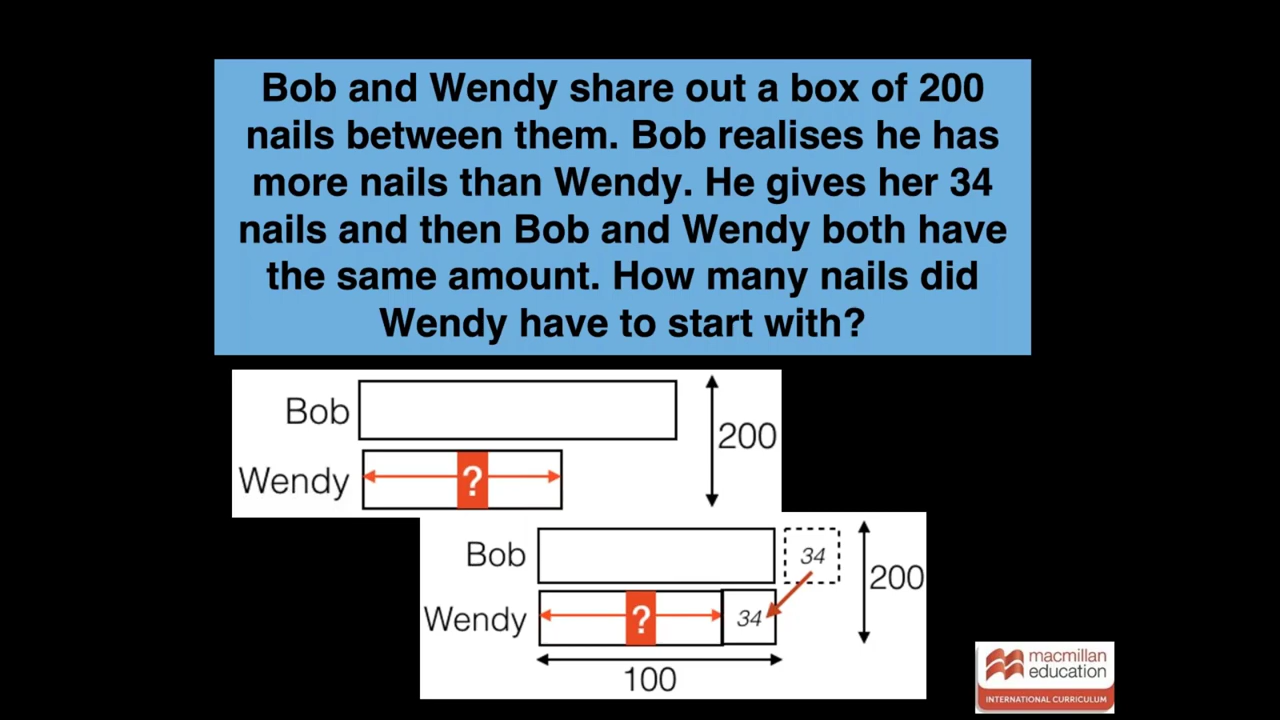 Bob and Wendy share out a box of 200
nails between them. Bob realises he has
more nails than Wendy. He gives her 34
nails and then Bob and Wendy both have
the same amount. How many nails did
Wendy have to start with?
Bob
200
Wendy ?
Bob 34
200
Wendy ? 34
100
macmillan
education
INTERNATIONAL CURRICULUM